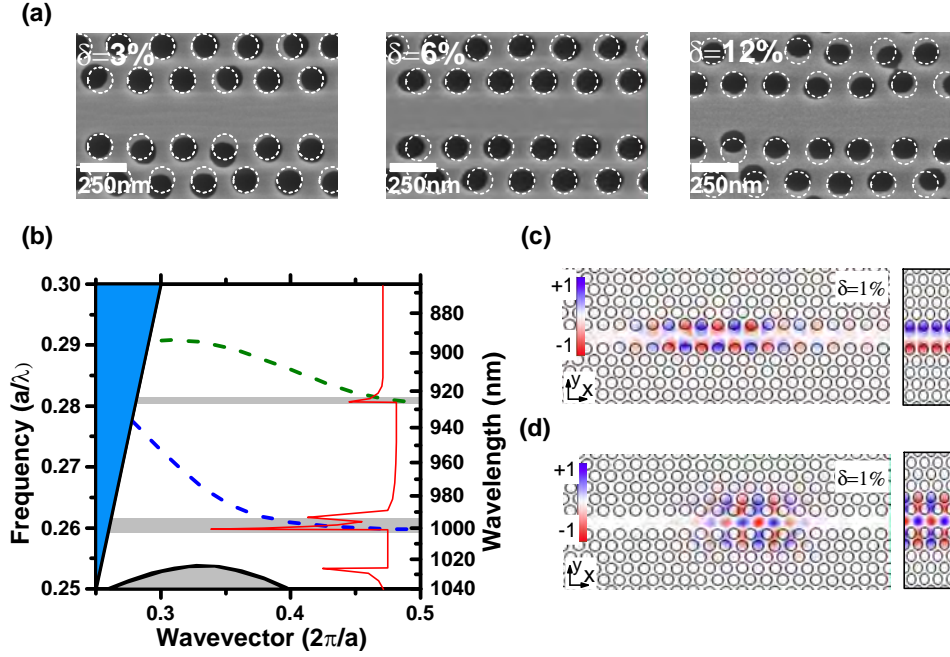 (a)
δ=3%
δ=6%
δ=12%
250nm
250nm
250nm
(b)
0.30
0.29
0.28
0.27
0.26
0.25
Frequency (a/λ)
0.3
0.4
0.5
Wavevector (2π/a)
880
900
920
940
960
980
1000
1020
1040
Wavelength (nm)
(c)
+1
-1
δ=1%
y
x
(d)
+1
-1
δ=1%
y
x